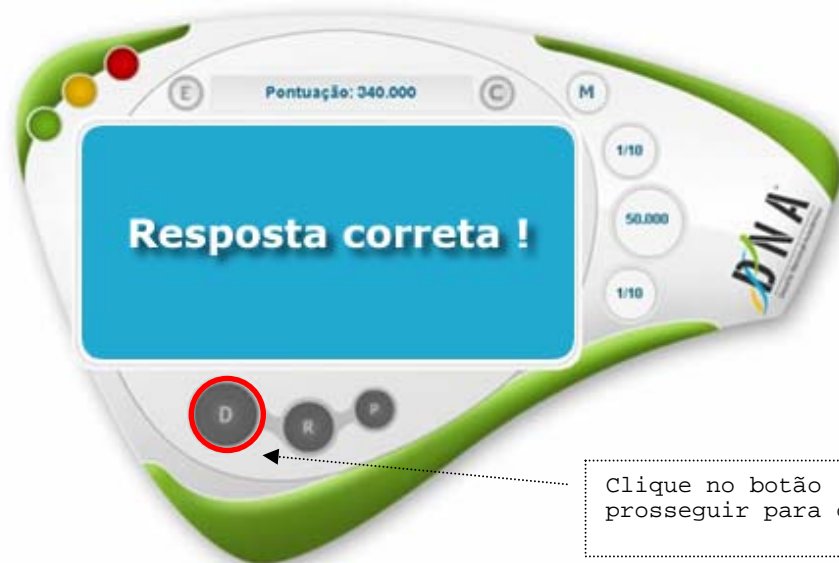 E
Pontuação: 340.000
C
M
1/10
50.000
1/10
DNA
Resposta correta !
D
R
P
Clique no botão
prosseguir para